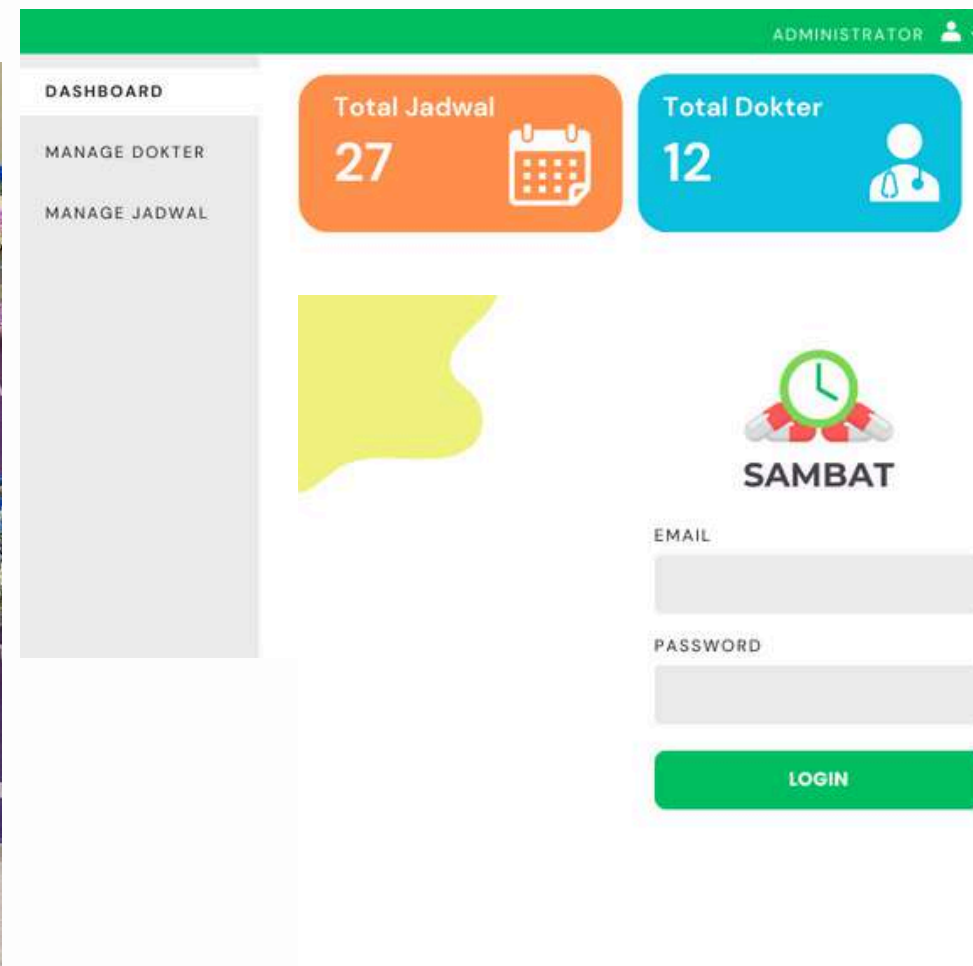 ADMINISTRATOR
DASHBOARD
MANAGE DOKTER
MANAGE JADWAL
Total Jadwal
27
Total Dokter
12
SAMBAT
EMAIL
PASSWORD
LOGIN